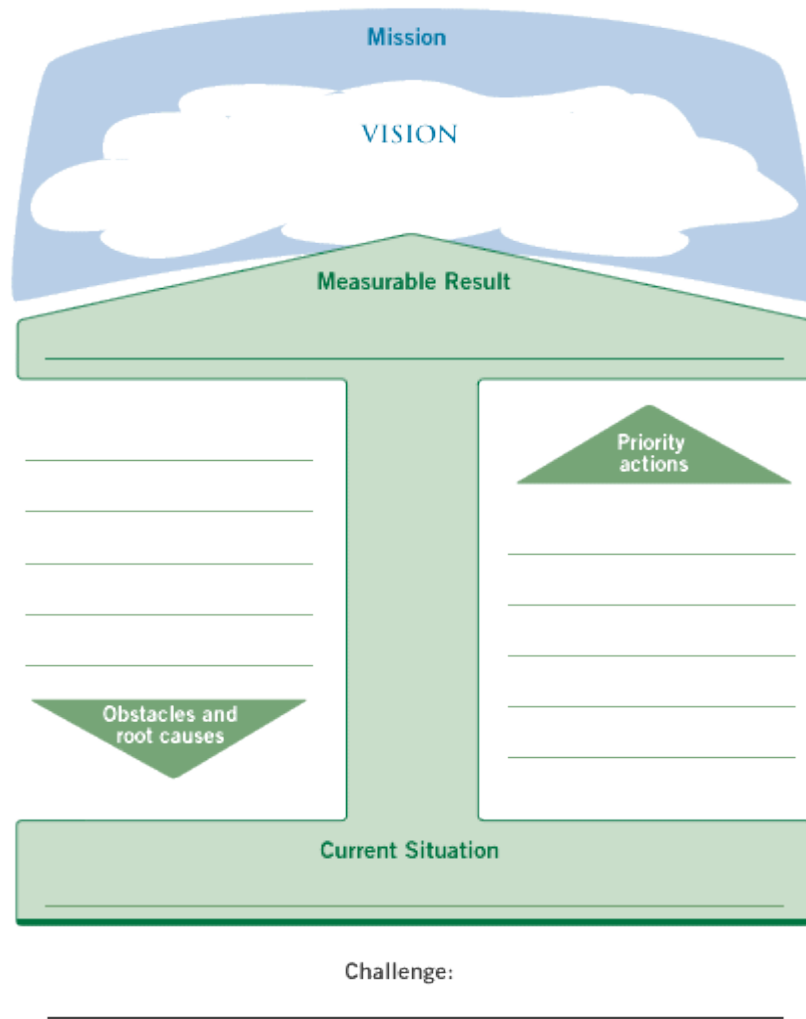 Mission
VISION
Measurable Result
Priority
actions
Obstacles and
root causes
Current Situation
Challenge: